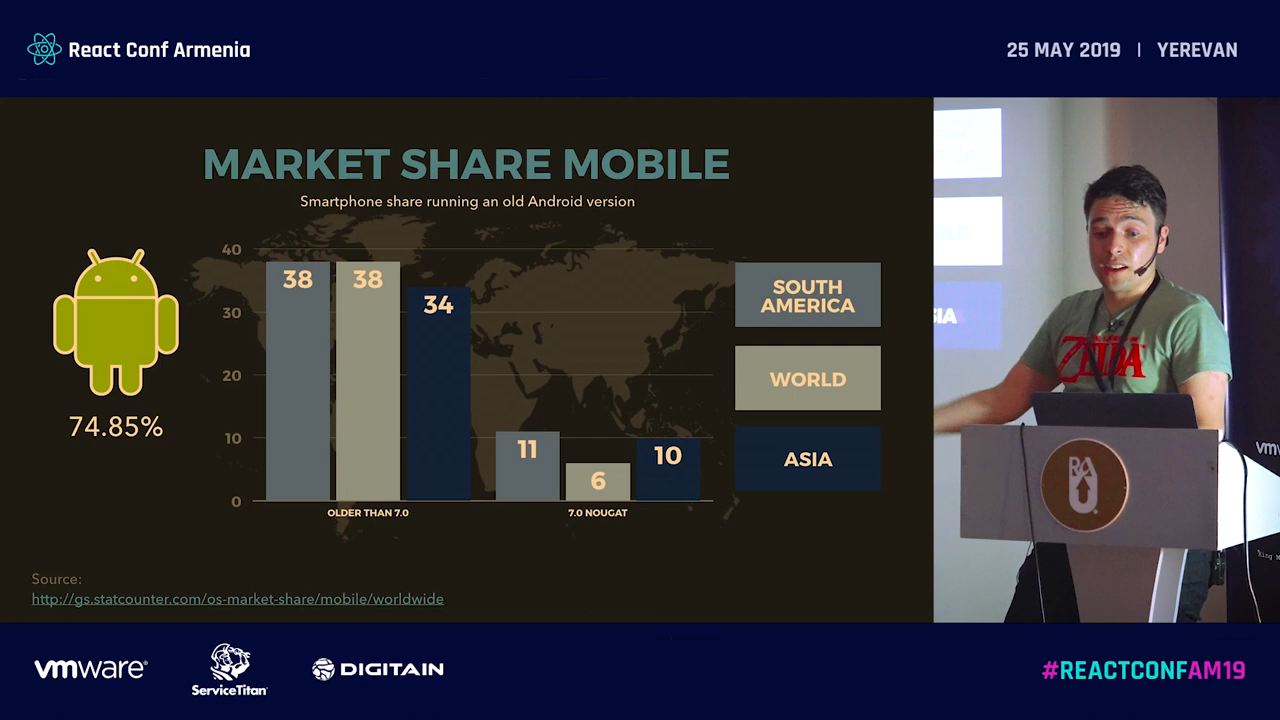 React Conf Armenia
25 MAY 2019 | YEREVAN
MARKET SHARE MOBILE
Smartphone share running an old Android version
40
30
20
10
0
38
38
34
11
6
10
OLDER THAN 7.0
7.0 NOUGAT
74.85%
SOUTH
AMERICA
WORLD
ASIA
Source:
http://gs.statcounter.com/os-market-share/mobile/worldwide
ZELDA
RAU
vmware®
ServiceTitan
DIGITAIN
#REACTCONFAM19